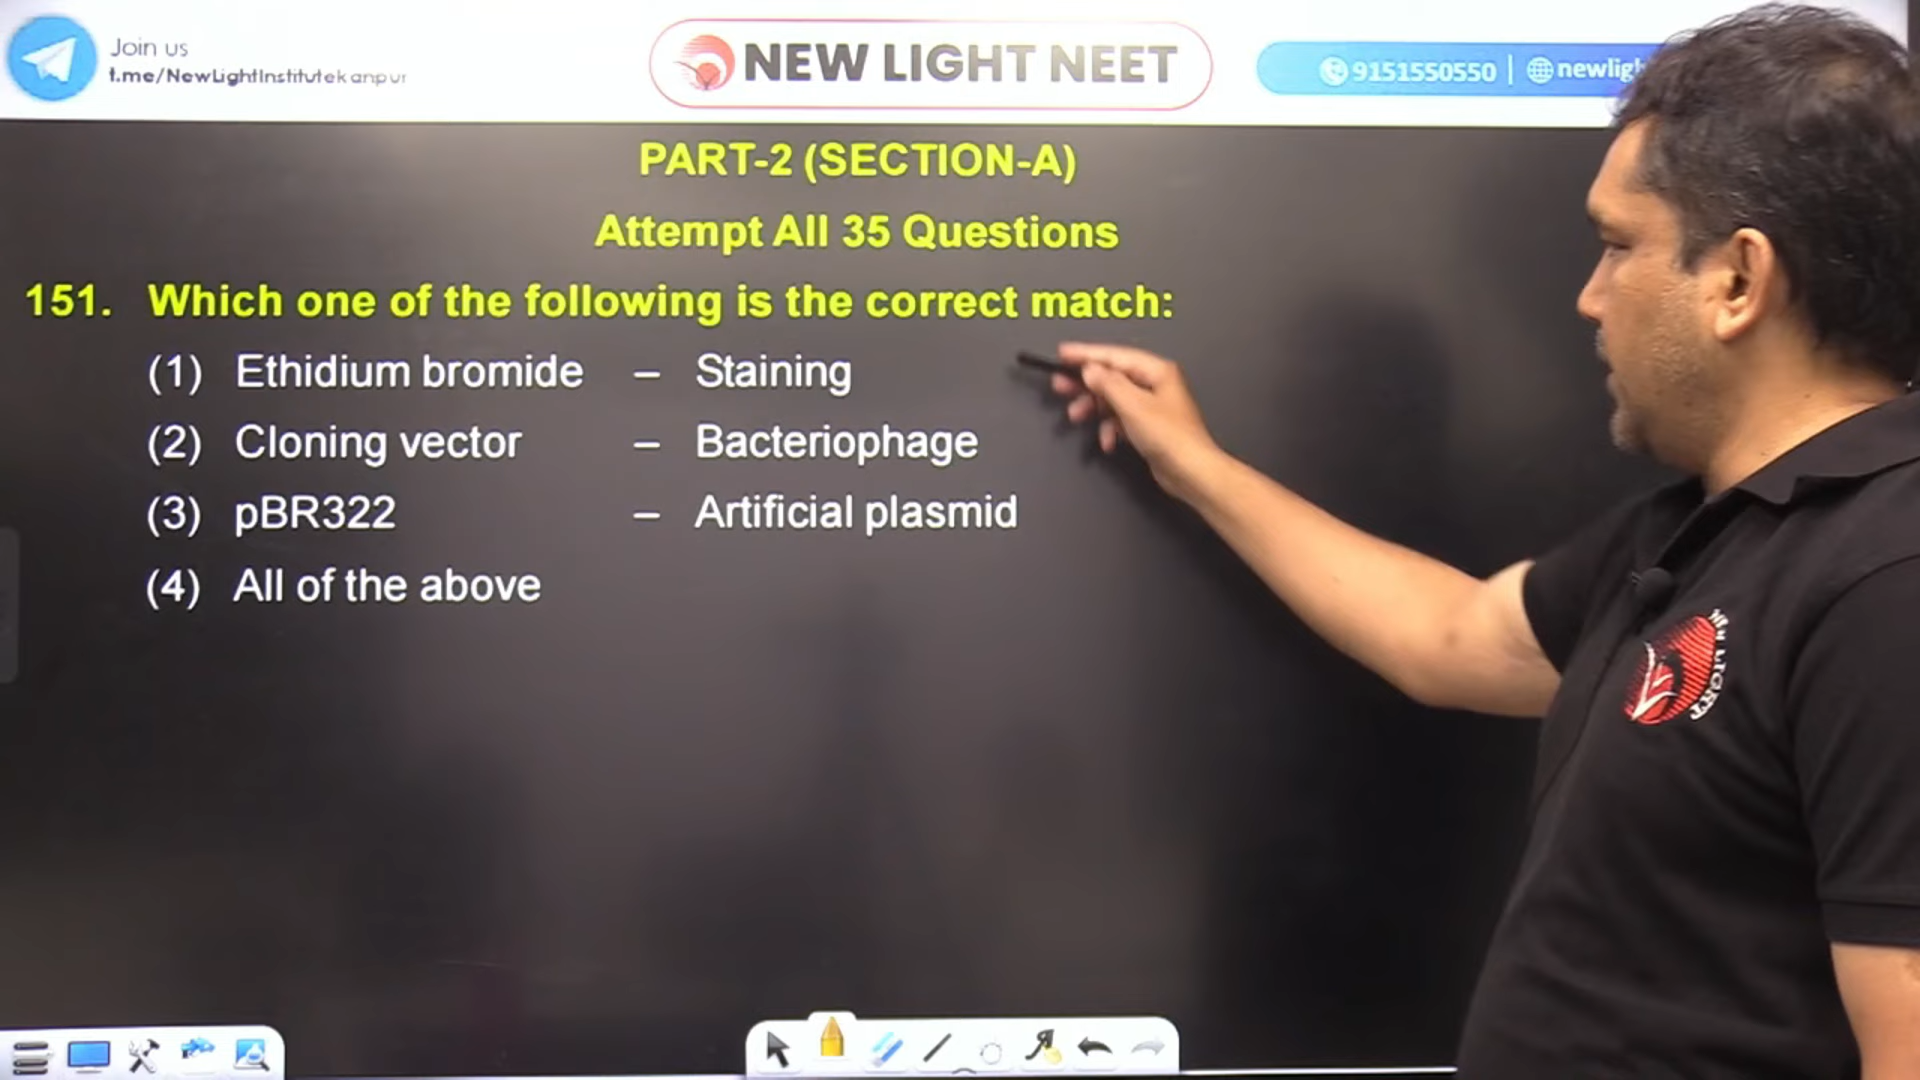 Join us
t.me/NewLightInstitutekanpur
NEW LIGHT NEET
9151550550
PART-2 (SECTION-A)
Attempt All 35 Questions
151. Which one of the following is the correct match:
(1) Ethidium bromide – Staining
(2) Cloning vector – Bacteriophage
(3) pBR322 – Artificial plasmid
(4) All of the above
NEW LIGHT